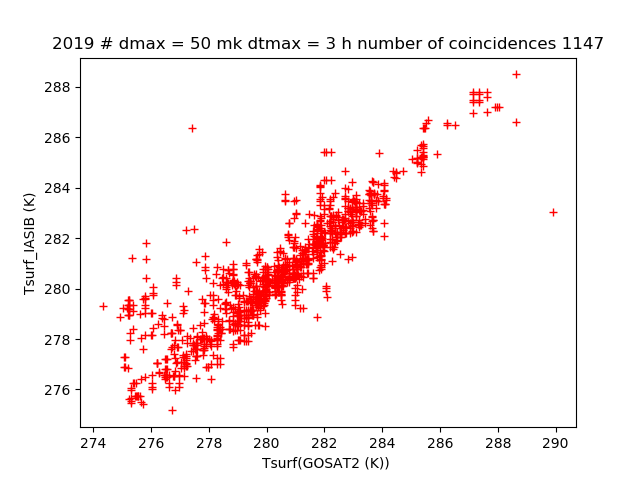 2019 # dmax = 50 mk dtmax = 3 h number of coincidences 1147
288
286
284
282
280
278
276
Tsurf_IASIB (K)
274 276 278 280 282 284 286 288 290
Tsurf(GOSAT2 (K))